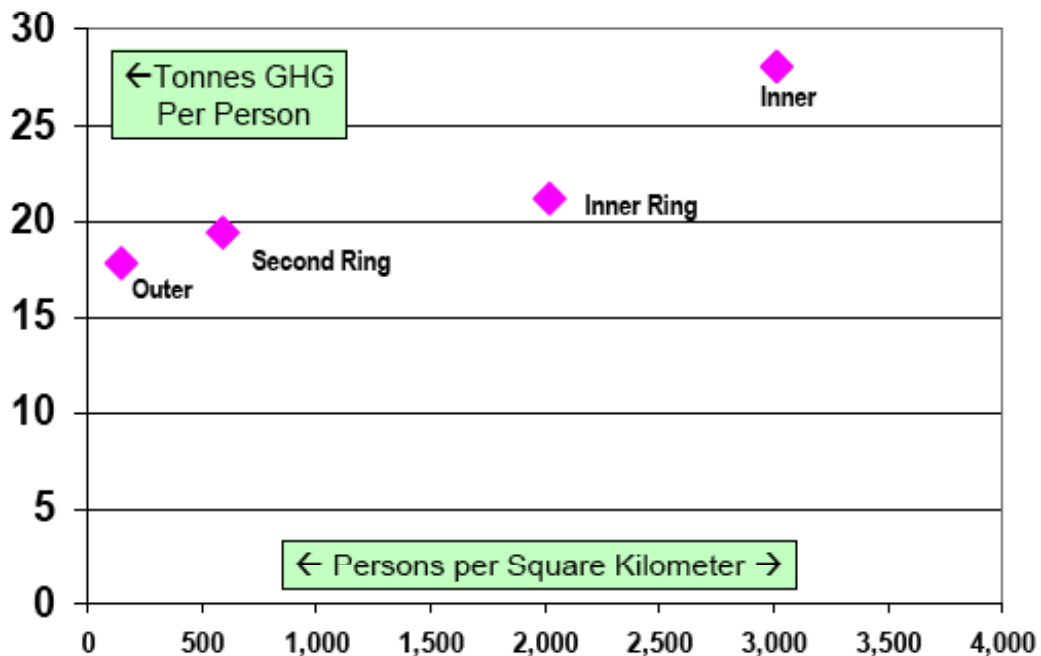 30
←Tonnes GHG
Per Person
Inner
25
Inner Ring
20
Second Ring
Outer
15
10
5
← Persons per Square Kilometer →
0
0 500 1,000 1,500 2,000 2,500 3,000 3,500 4,000